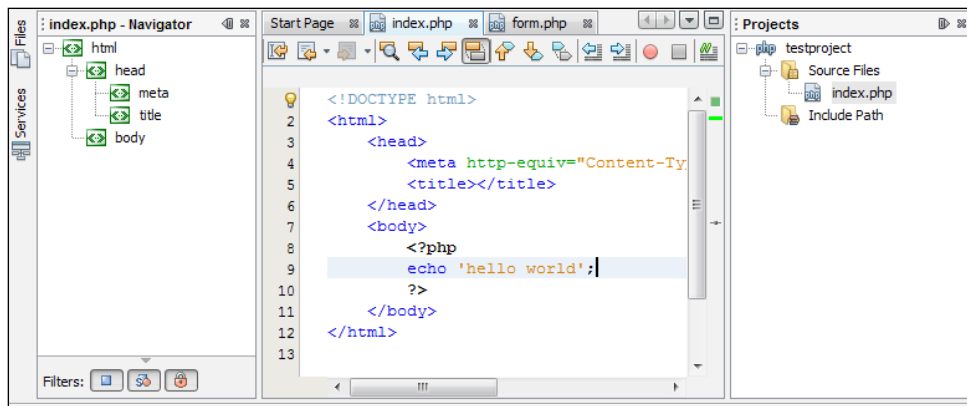 Files
Services
index.php - Navigator
html
head
meta
title
body
Filters:
Start Page
index.php
form.php
<!DOCTYPE html>
2 <html>
3 <head>
4 <meta http-equiv="Content-Ty
5 <title></title>
6 </head>
7 <body>
8 <?php
9 echo 'hello world';
10 ?>
11 </body>
12 </html>
13
Projects
php testproject
Source Files
index.php
Include Path